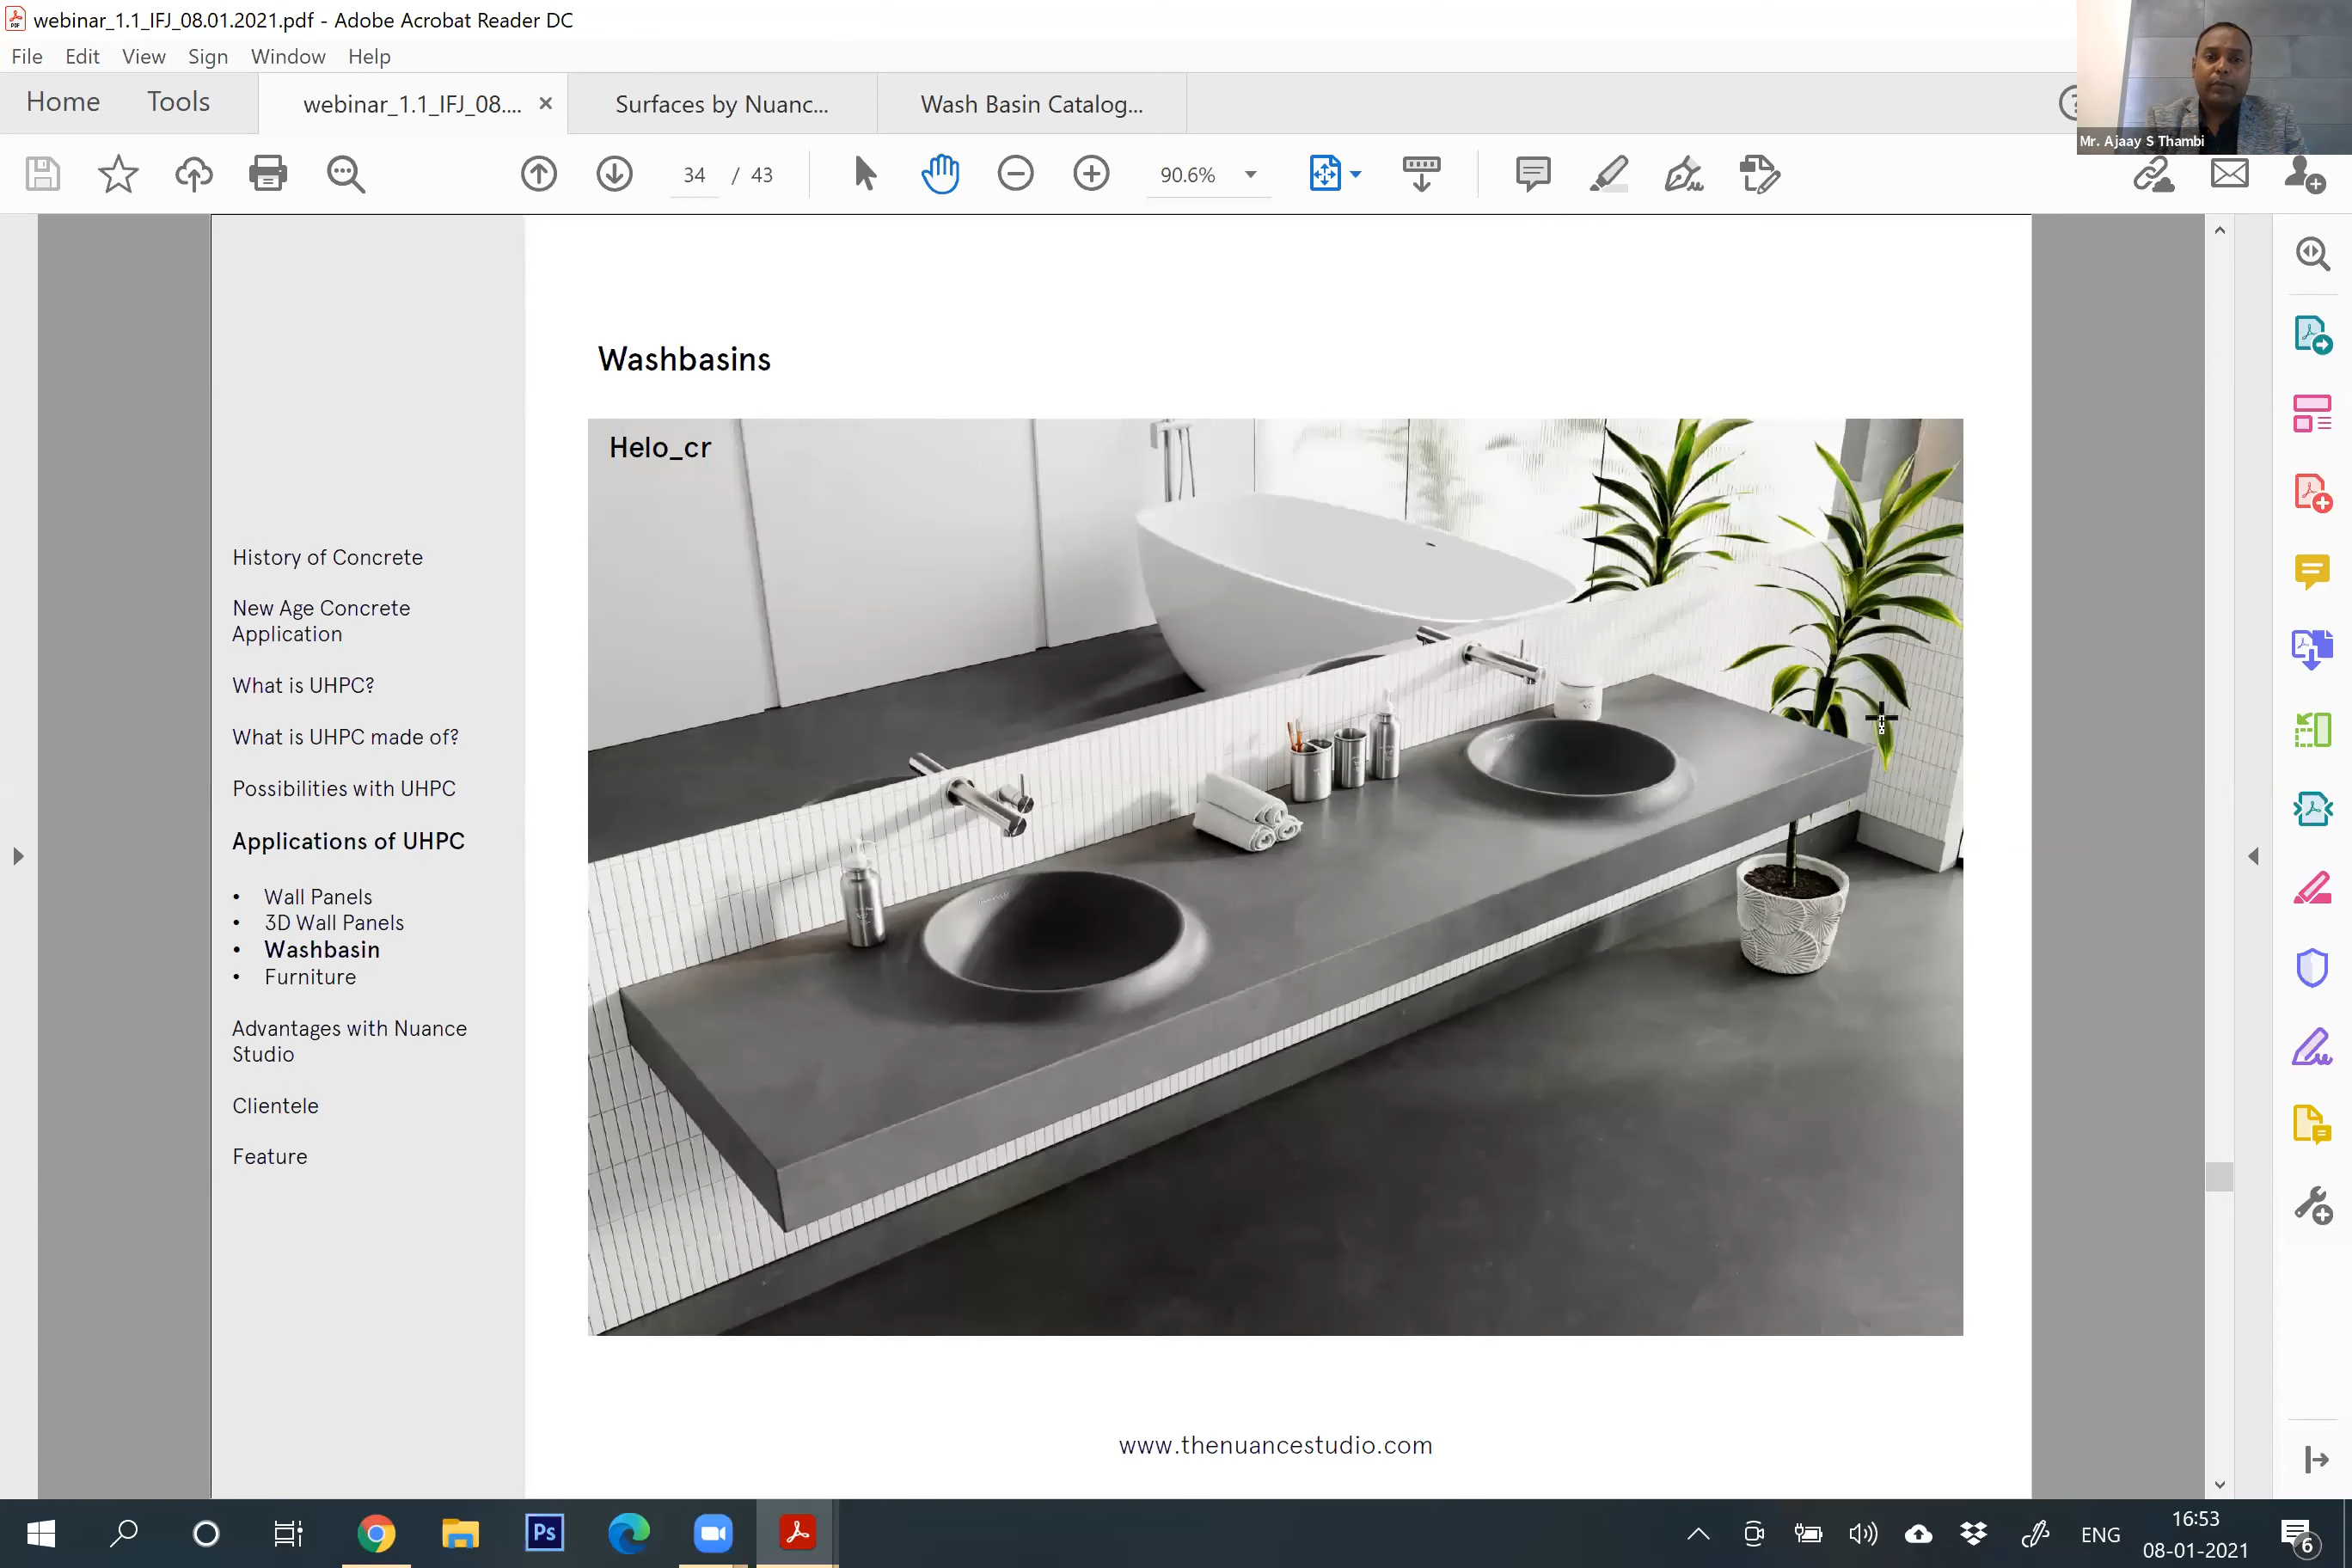 webinar_1.1_IFJ_08.01.2021.pdf - Adobe Acrobat Reader DC
File Edit View Sign Window Help
Home Tools webinar_1.1_IFJ_08.... Surfaces by Nuanc... Wash Basin Catalog...
Mr. Ajaay S Thambi
34 / 43 90.6%
Washbasins
Helo_cr
History of Concrete
New Age Concrete
Application
What is UHPC?
What is UHPC made of?
Possibilities with UHPC
Applications of UHPC
• Wall Panels
• 3D Wall Panels
• Washbasin
• Furniture
Advantages with Nuance
Studio
Clientele
Feature
www.thenuancestudio.com
Ps
ENG
16:53
08-01-2021
6